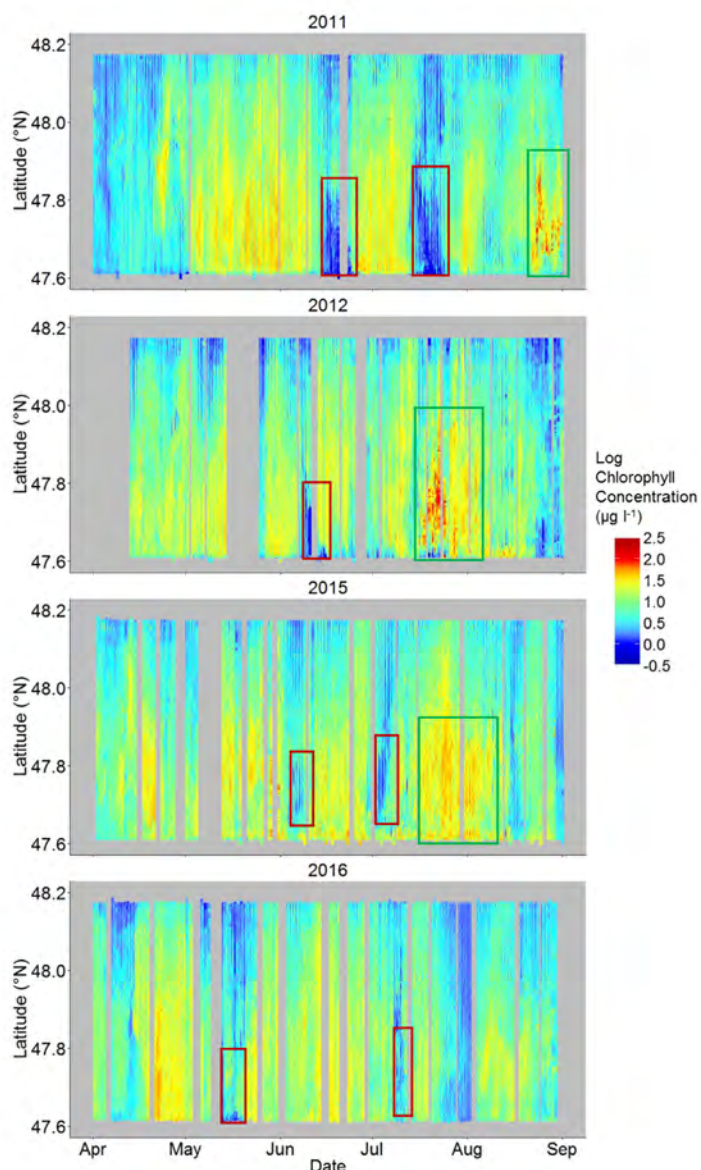 2011
48.2
48.0
47.8
47.6
Latitude (°N)
2012
48.2
48.0
47.8
47.6
Latitude (°N)
Log
Chlorophyll
Concentration
(µg l⁻¹)
2.5
2.0
1.5
1.0
0.5
0.0
-0.5
2015
48.2
48.0
47.8
47.6
Latitude (°N)
2016
48.2
48.0
47.8
47.6
Latitude (°N)
Apr May Jun Jul Aug Sep
Date